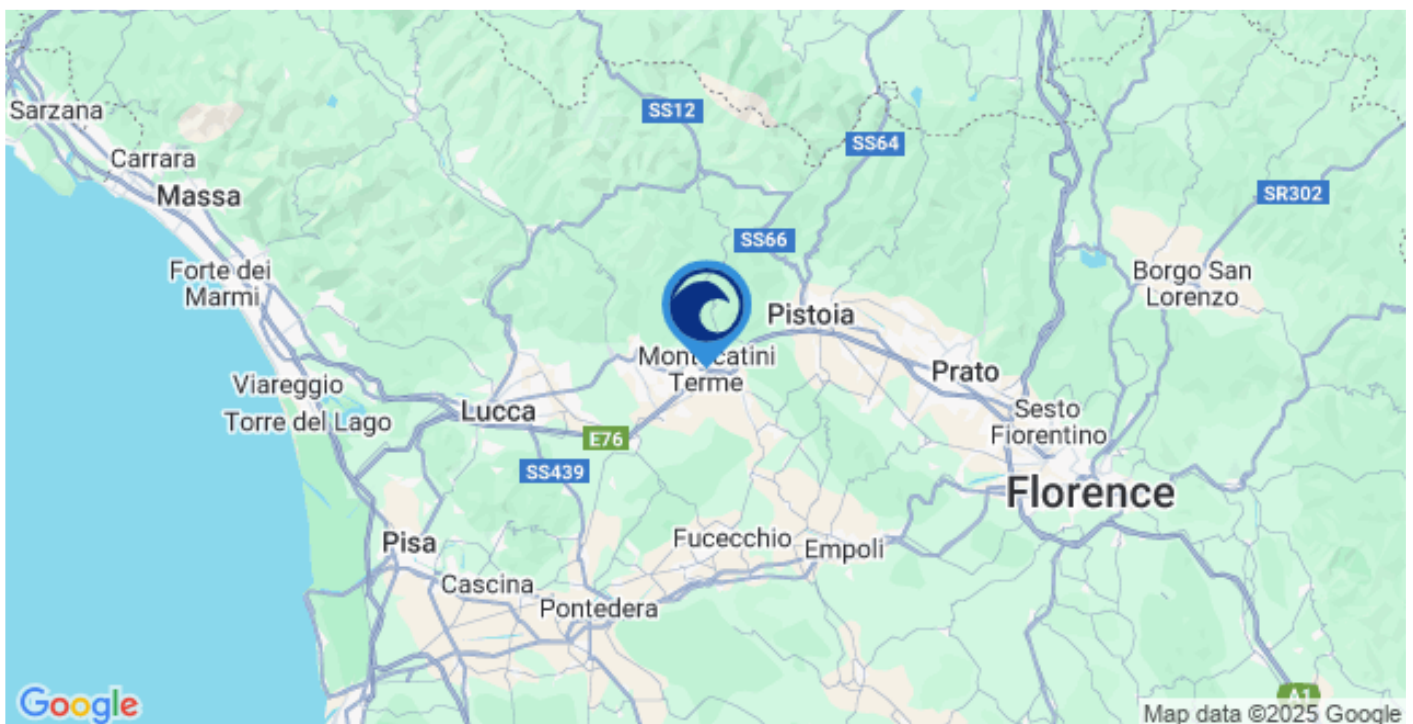 Sarzana
Carrara
Massa
SS12
SS64
SR302
SS66
Forte dei
Marmi
Borgo San
Lorenzo
Pistoia
Montecatini
Terme
Viareggio
Prato
Torre del Lago
Lucca
E76
Sesto
Fiorentino
SS439
Florence
Pisa
Fucecchio
Empoli
Cascina
Pontedera
A1
Google
Map data ©2025 Google